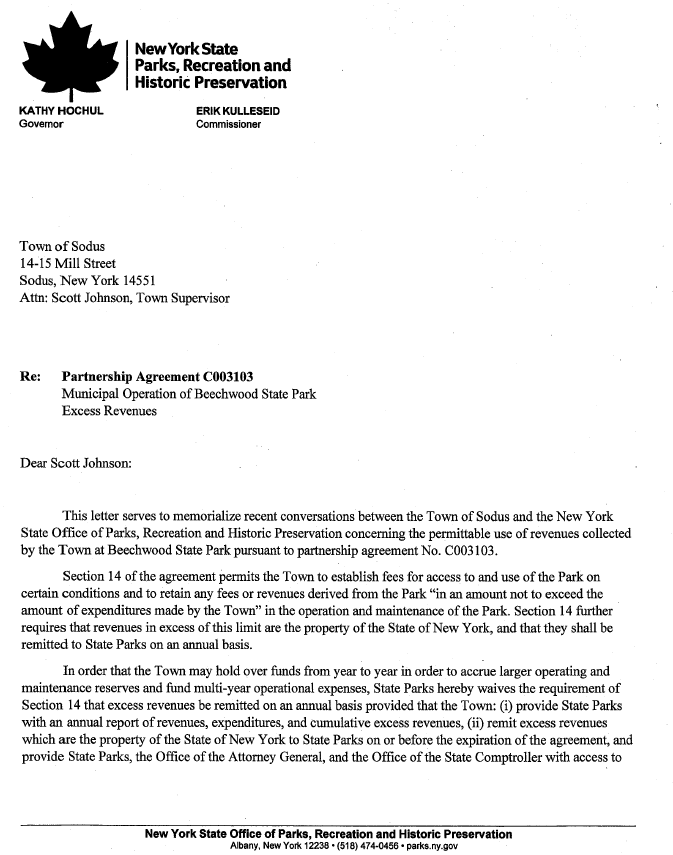 New York State
Parks, Recreation and
Historic Preservation
KATHY HOCHUL ERIK KULLESEID
Governor Commissioner
Town of Sodus
14-15 Mill Street
Sodus, New York 14551
Attn: Scott Johnson, Town Supervisor
Re: Partnership Agreement C003103
Municipal Operation of Beechwood State Park
Excess Revenues
Dear Scott Johnson:
This letter serves to memorialize recent conversations between the Town of Sodus and the New York
State Office of Parks, Recreation and Historic Preservation concerning the permittable use of revenues collected
by the Town at Beechwood State Park pursuant to partnership agreement No. C003103.
Section 14 of the agreement permits the Town to establish fees for access to and use of the Park on
certain conditions and to retain any fees or revenues derived from the Park “in an amount not to exceed the
amount of expenditures made by the Town” in the operation and maintenance of the Park. Section 14 further
requires that revenues in excess of this limit are the property of the State of New York, and that they shall be
remitted to State Parks on an annual basis.
In order that the Town may hold over funds from year to year in order to accrue larger operating and
maintenance reserves and fund multi-year operational expenses, State Parks hereby waives the requirement of
Section 14 that excess revenues be remitted on an annual basis provided that the Town: (i) provide State Parks
with an annual report of revenues, expenditures, and cumulative excess revenues, (ii) remit excess revenues
which are the property of the State of New York to State Parks on or before the expiration of the agreement, and
provide State Parks, the Office of the Attorney General, and the Office of the State Comptroller with access to
New York State Office of Parks, Recreation and Historic Preservation
Albany, New York 12238 • (518) 474-0456 • parks.ny.gov